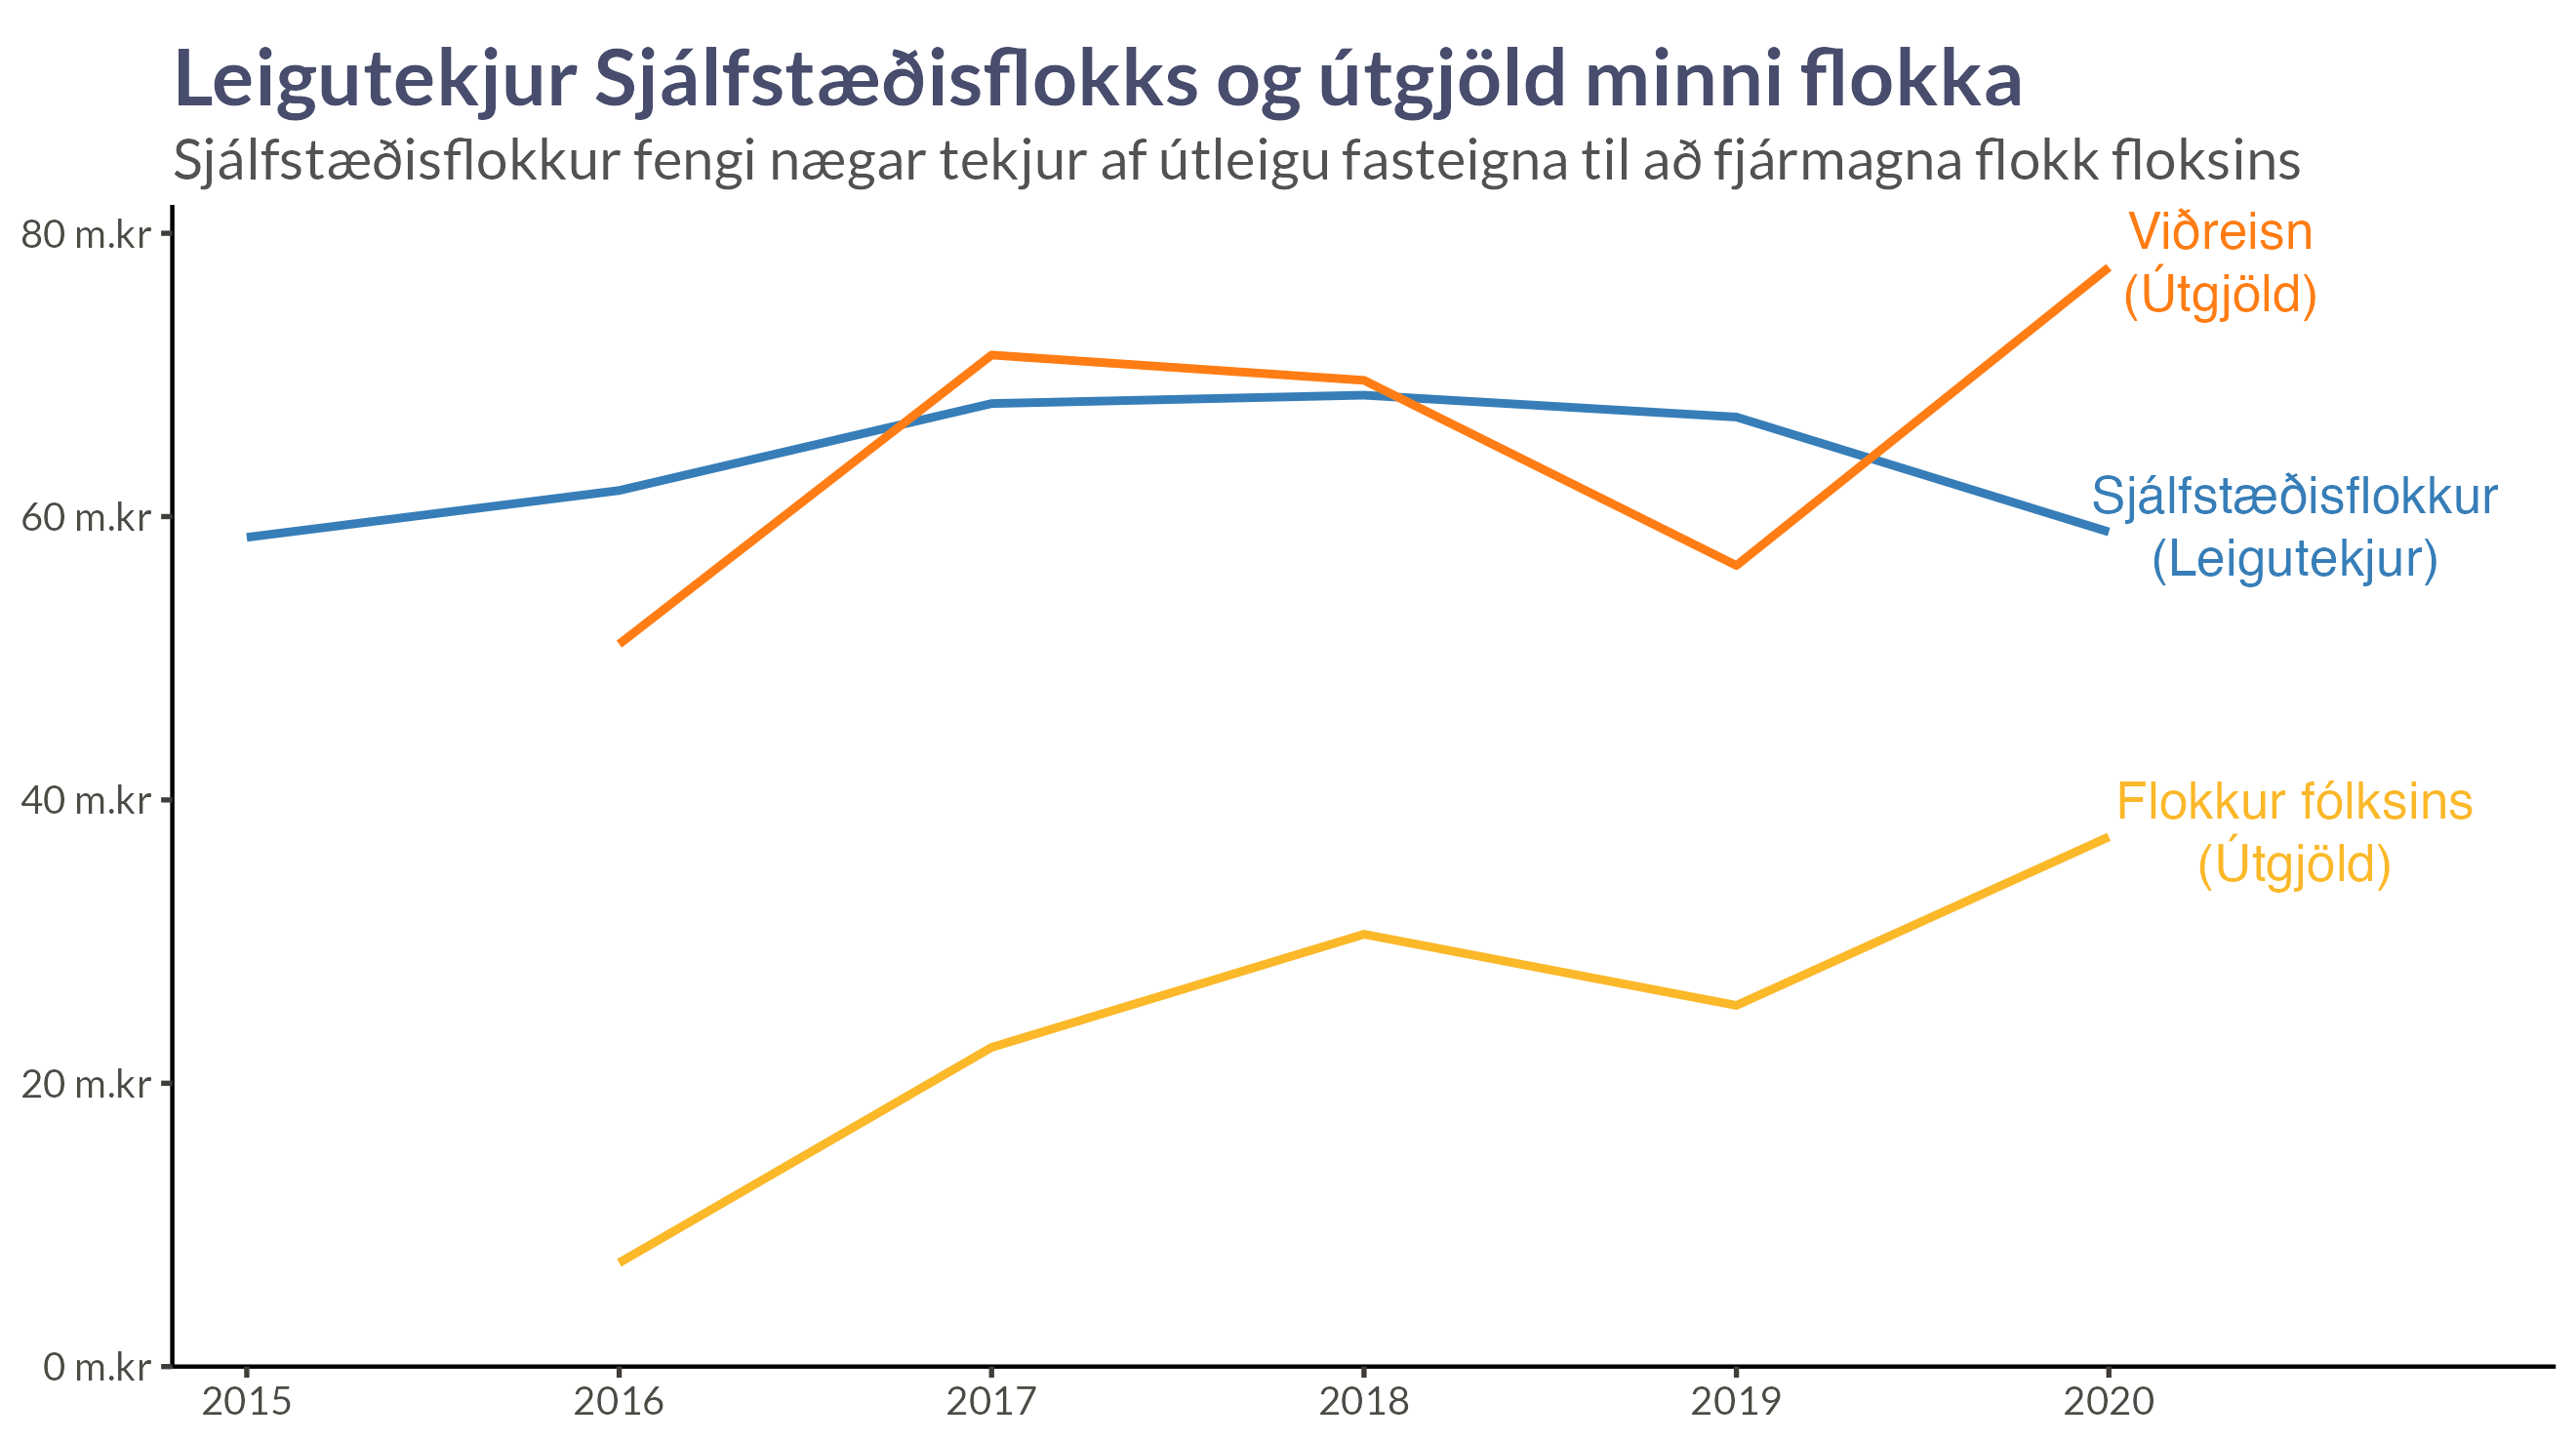 Leigutekjur Sjálfstæðisflokks og útgjöld minni flokka
Sjálfstæðisflokkur fengi nægar tekjur af útleigu fasteigna til að fjármagna flokk floksins
80 m.kr
60 m.kr
40 m.kr
20 m.kr
0 m.kr
Viðreisn
(Útgjöld)
Sjálfstæðisflokkur
(Leigutekjur)
Flokkur fólksins
(Útgjöld)
2015
2016
2017
2018
2019
2020